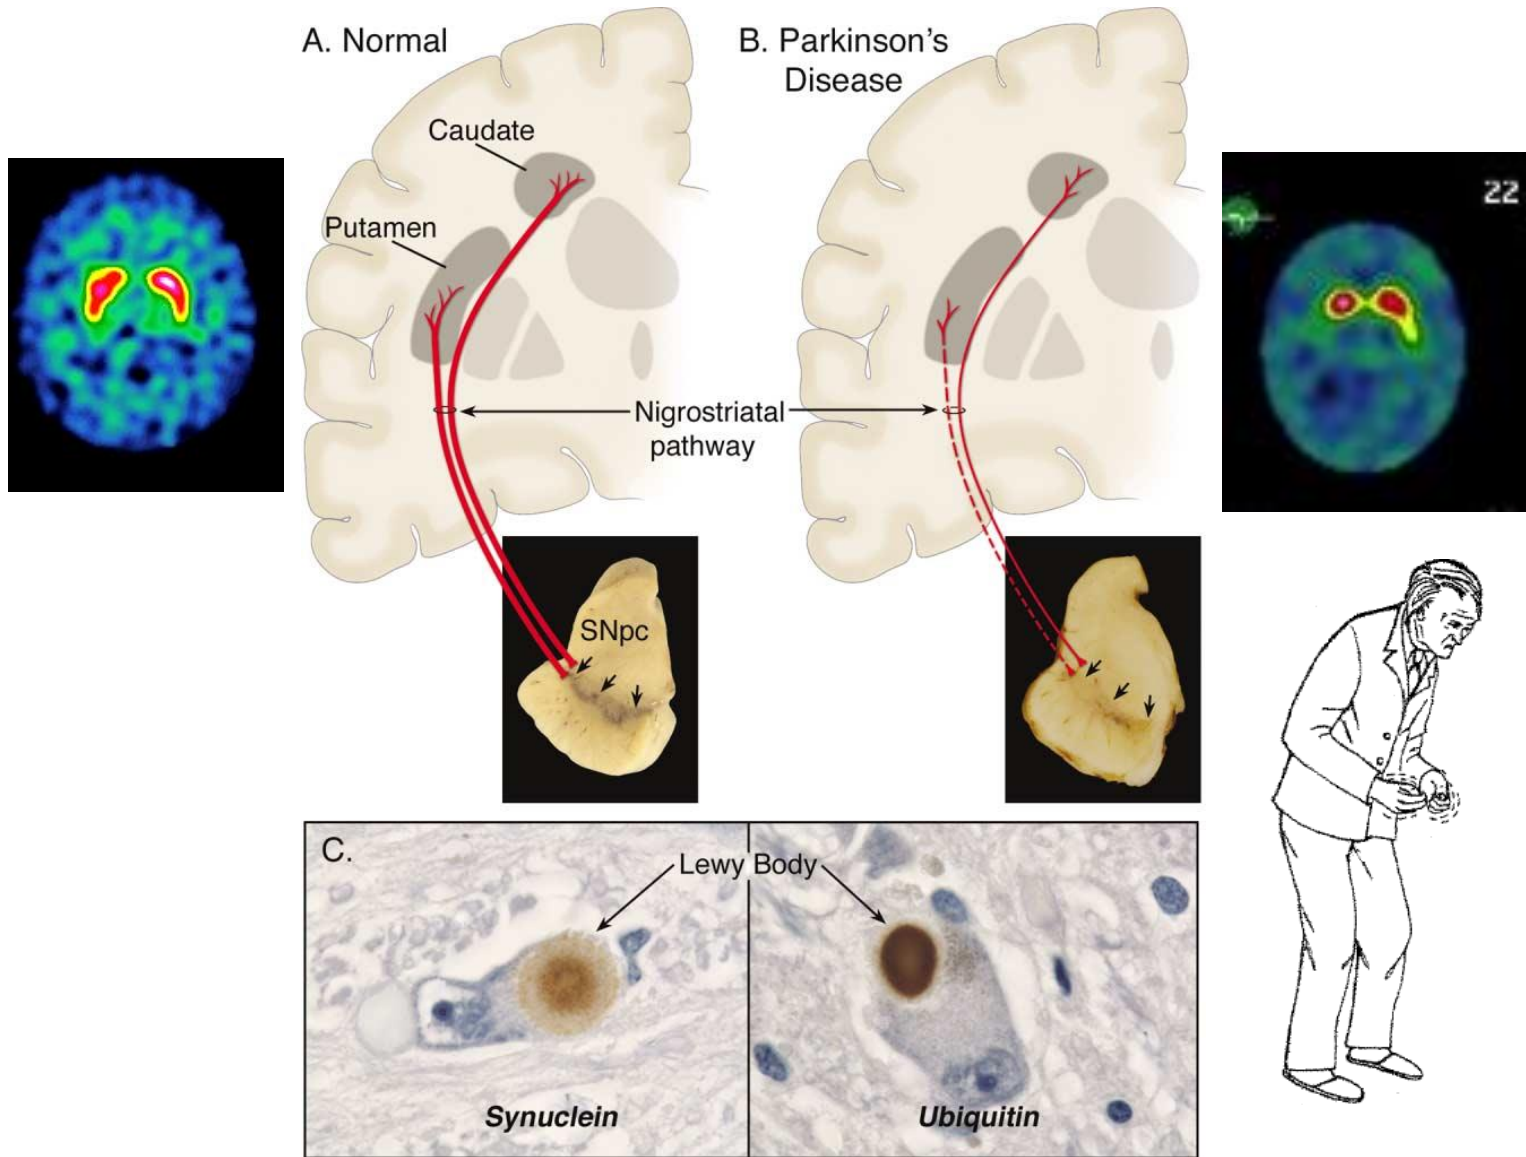 A. Normal
B. Parkinson's
Disease
Caudate
Putamen
22
Nigrostriatal
pathway
SNpc
C.
Lewy Body
Synuclein
Ubiquitin